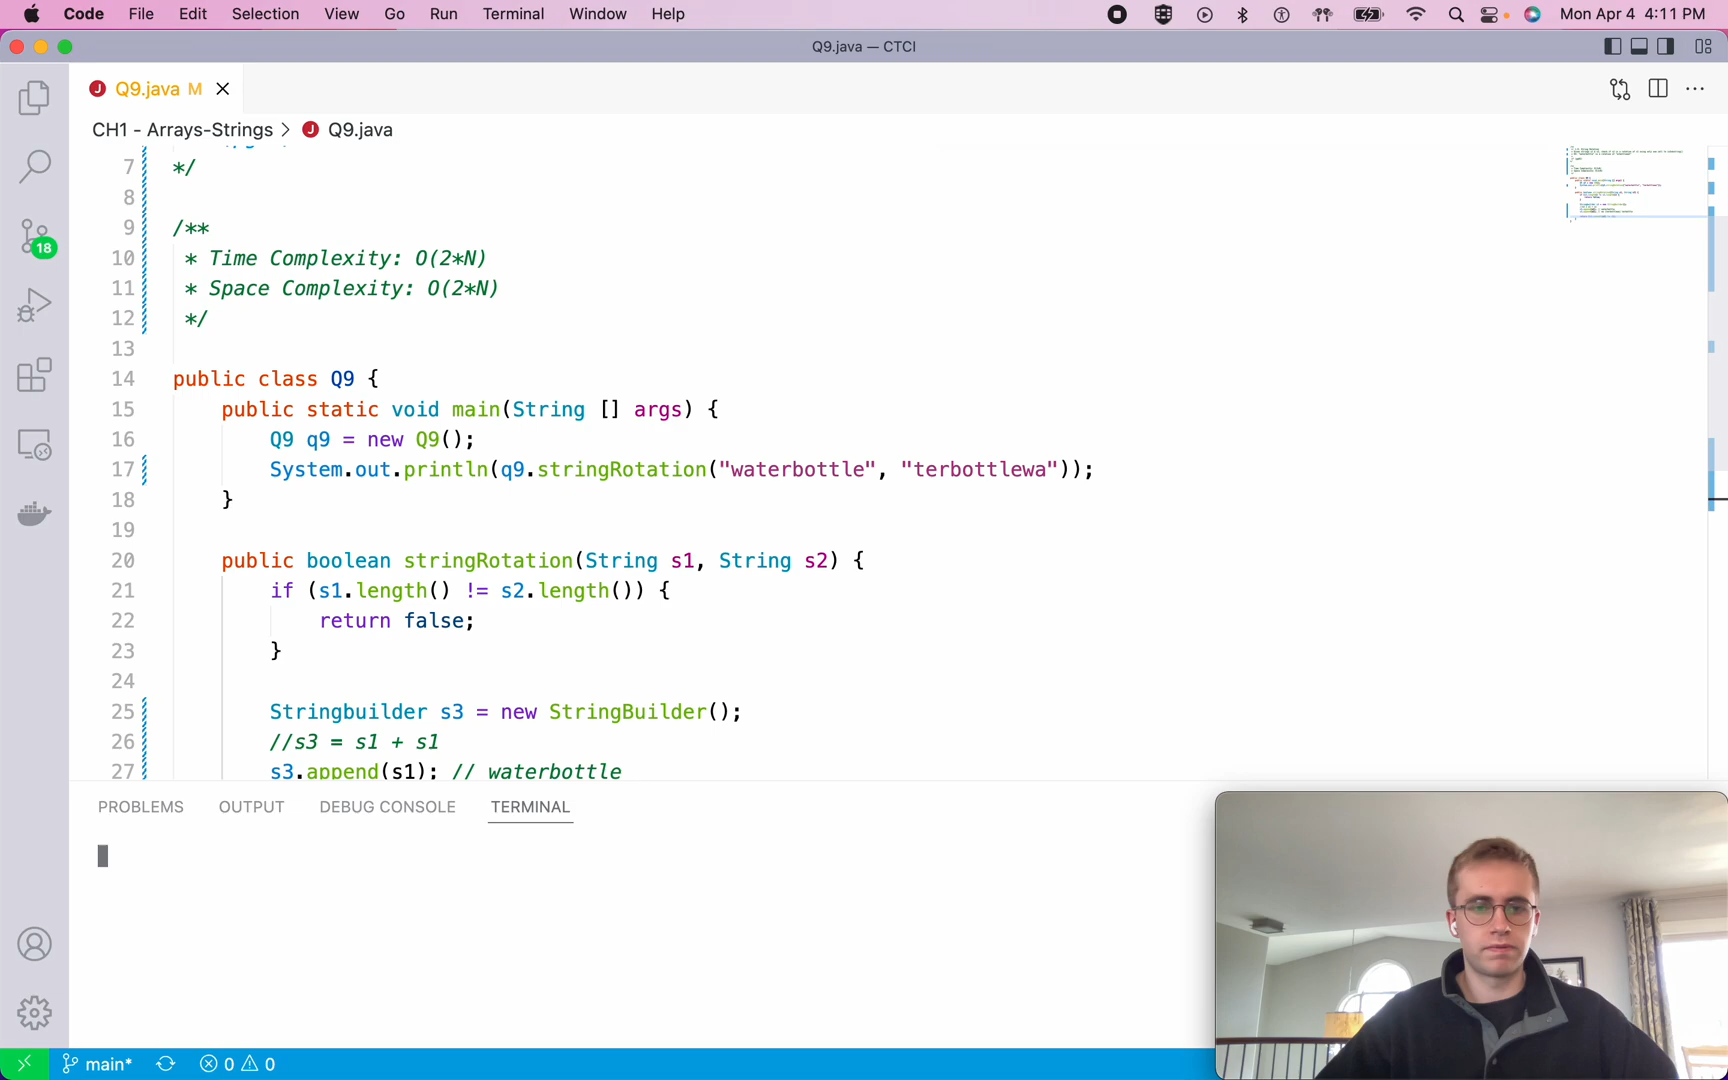 Code File Edit Selection View Go Run Terminal Window Help Mon Apr 4 4:11 PM
Q9.java — CTCI
J Q9.java M
CH1 - Arrays-Strings > J Q9.java
7 */
8
9 /**
10 * Time Complexity: O(2*N)
11 * Space Complexity: O(2*N)
12 */
13
14 public class Q9 {
15 public static void main(String [] args) {
16 Q9 q9 = new Q9();
17 System.out.println(q9.stringRotation("waterbottle", "terbottlewa"));
18 }
19
20 public boolean stringRotation(String s1, String s2) {
21 if (s1.length() != s2.length()) {
22 return false;
23 }
24
25 Stringbuilder s3 = new StringBuilder();
26 //s3 = s1 + s1
27 s3.append(s1); // waterbottle
18
PROBLEMS OUTPUT DEBUG CONSOLE TERMINAL
main* 0 0